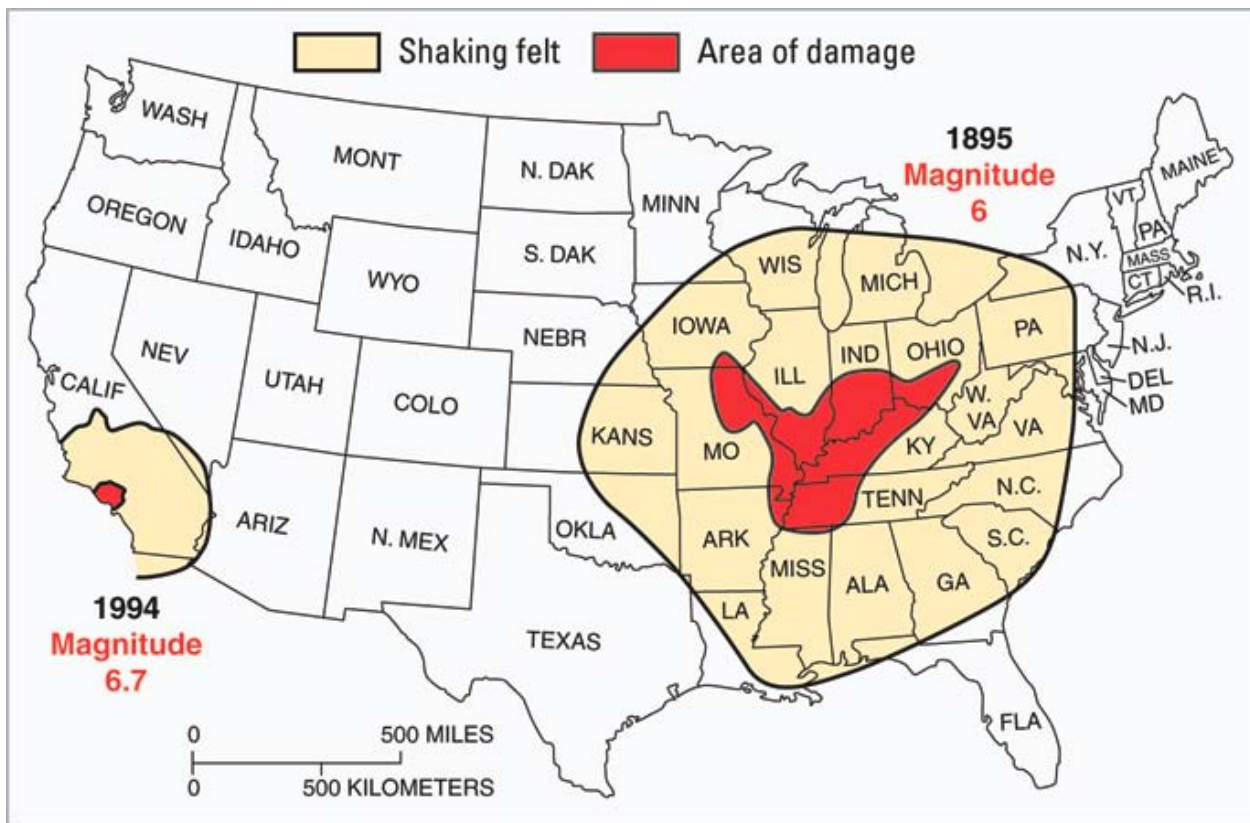 Shaking felt
Area of damage
WASH
MONT
N. DAK
MINN
1895
Magnitude
6
MAINE
VT.
PA
OREGON
IDAHO
S. DAK
WIS
MICH
N.Y.
MASS
CT
R.I.
WYO
NEBR
IOWA
PA
N.J.
NEV
UTAH
COLO
ILL
IND
OHIO
DEL
MD
CALIF
KANS
MO
KY
W.
VA
VA
ARIZ
N. MEX
OKLA
ARK
TENN
N.C.
S.C.
MISS
ALA
GA
LA
TEXAS
FLA
1994
Magnitude
6.7
0 500 MILES
0 500 KILOMETERS